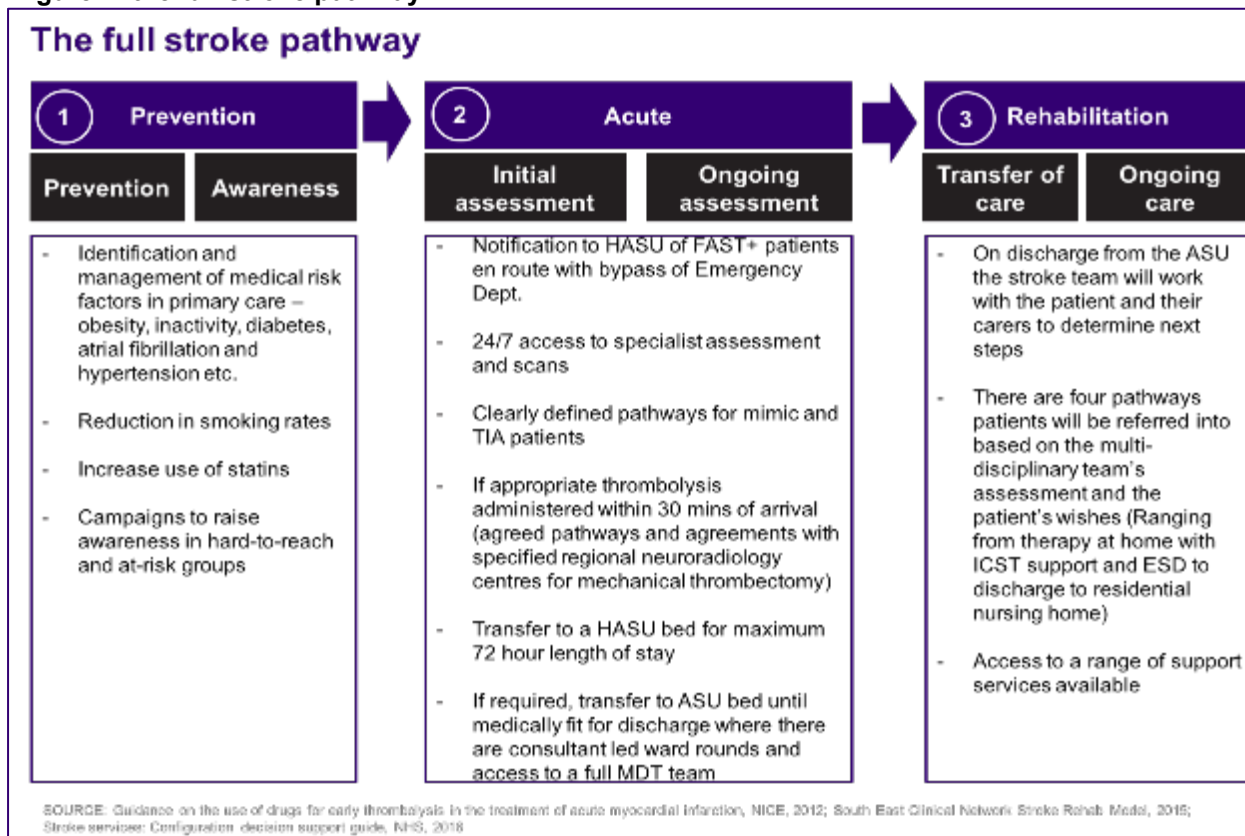 The full stroke pathway
1 Prevention
Prevention
Awareness
- Identification and
management of medical risk
factors in primary care –
obesity, inactivity, diabetes,
atrial fibrillation and
hypertension etc.
- Reduction in smoking rates
- Increase use of statins
- Campaigns to raise
awareness in hard-to-reach
and at-risk groups
2 Acute
Initial
assessment
Ongoing
assessment
- Notification to HASU of FAST+ patients
en route with bypass of Emergency
Dept.
- 24/7 access to specialist assessment
and scans
- Clearly defined pathways for mimic and
TIA patients
- If appropriate thrombolysis
administered within 30 mins of arrival
(agreed pathways and agreements with
specified regional neuroradiology
centres for mechanical thrombectomy)
- Transfer to a HASU bed for maximum
72 hour length of stay
- If required, transfer to ASU bed until
medically fit for discharge where there
are consultant led ward rounds and
access to a full MDT team
3 Rehabilitation
Transfer of
care
Ongoing
care
- On discharge from the ASU
the stroke team will work
with the patient and their
carers to determine next
steps
- There are four pathways
patients will be referred into
based on the multi-
disciplinary team's
assessment and the
patient's wishes (Ranging
from therapy at home with
ICST support and ESD to
discharge to residential
nursing home)
- Access to a range of support
services available
SOURCE: Guidance on the use of drugs for early thrombolysis in the treatment of acute myocardial infarction, NICE, 2012; South East Clinical Network Stroke Rehab Model, 2015;
Stroke services: Configuration decision support guide, NHS, 2018